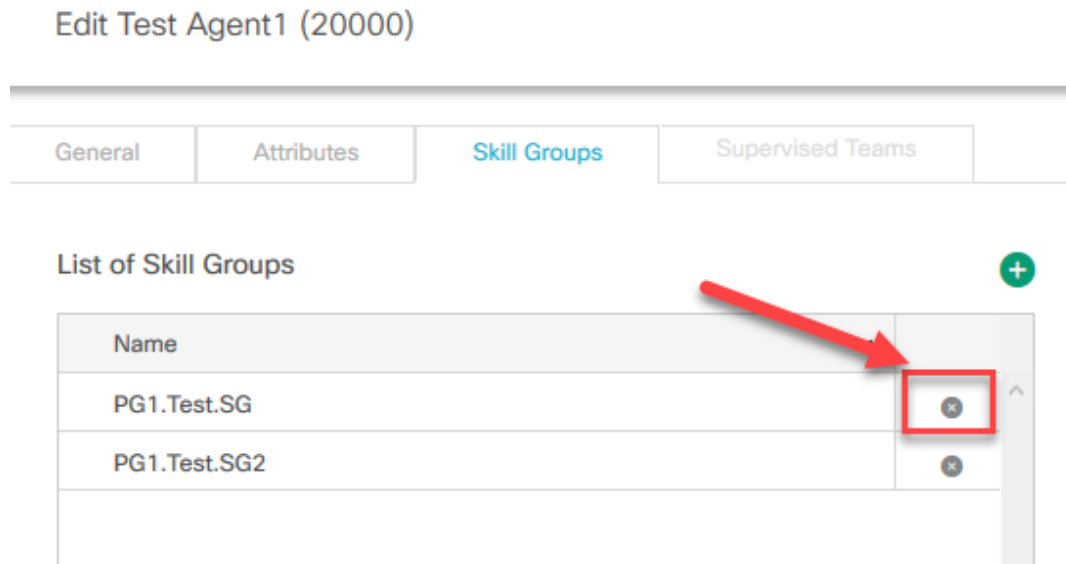 Edit Test Agent1 (20000)
General Attributes Skill Groups Supervised Teams
List of Skill Groups
Name
PG1.Test.SG
PG1.Test.SG2